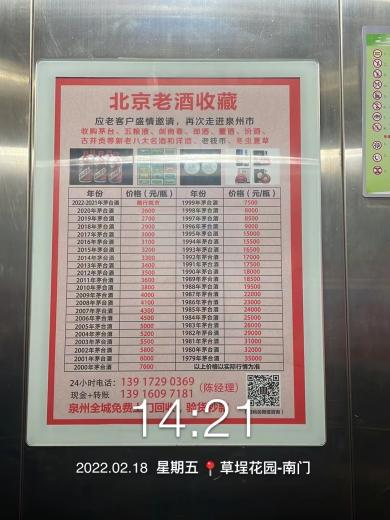 北京老酒收藏
应老客户盛情邀请，再次走进泉州市
收购茅台、五粮液、剑南春、郎酒、董酒、汾酒、
古井贡等新老八大名酒和洋酒、老钱币、冬虫夏草
年份 价格（元/瓶） 年份 价格（元/瓶）
2022-2021年茅台酒 随行就市 1999年茅台酒 7500
2020年茅台酒 2600 1998年茅台酒 8000
2019年茅台酒 2700 1997年茅台酒 8500
2018年茅台酒 2900 1996年茅台酒 9000
2017年茅台酒 3000 1995年茅台酒 15000
2016年茅台酒 3100 1994年茅台酒 15500
2015年茅台酒 3200 1993年茅台酒 16500
2014年茅台酒 3300 1992年茅台酒 17000
2013年茅台酒 3400 1991年茅台酒 17500
2012年茅台酒 3500 1990年茅台酒 18000
2011年茅台酒 3600 1989年茅台酒 18500
2010年茅台酒 3800 1988年茅台酒 19500
2009年茅台酒 4000 1987年茅台酒 22000
2008年茅台酒 4100 1986年茅台酒 23000
2007年茅台酒 4300 1985年茅台酒 24000
2006年茅台酒 4500 1984年茅台酒 25000
2005年茅台酒 5000 1983年茅台酒 26000
2004年茅台酒 5200 1982年茅台酒 29000
2003年茅台酒 5500 1981年茅台酒 30000
2002年茅台酒 5800 1980年茅台酒 31000
2001年茅台酒 6000 1979年茅台酒 35000
2000年茅台酒 7000 以上价格以实际行情为准
24小时电话：139 1729 0369
现金+转账 139 1609 7181 （陈经理）
泉州全城免费上门回收 验货
14.21
2022.02.18 星期五 草埕花园-南门